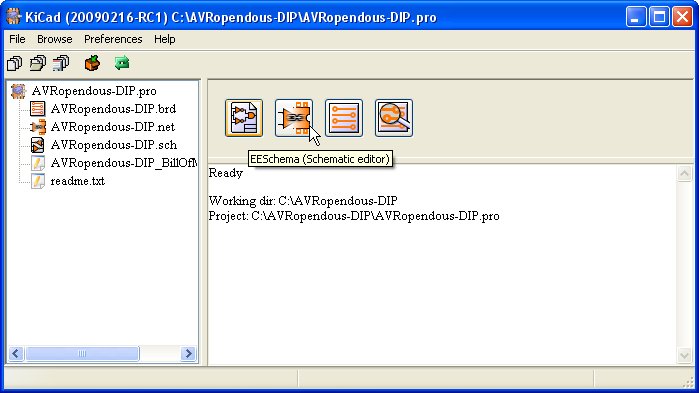 KiCad (20090216-RC1) C:\AVRopendous-DIP\AVRopendous-DIP.pro
File Browse Preferences Help
AVRopendous-DIP.pro
AVRopendous-DIP.brd
AVRopendous-DIP.net
AVRopendous-DIP.sch
AVRopendous-DIP_BillOfM
readme.txt
EESchema (Schematic editor)
Ready
Working dir: C:\AVRopendous-DIP
Project: C:\AVRopendous-DIP\AVRopendous-DIP.pro